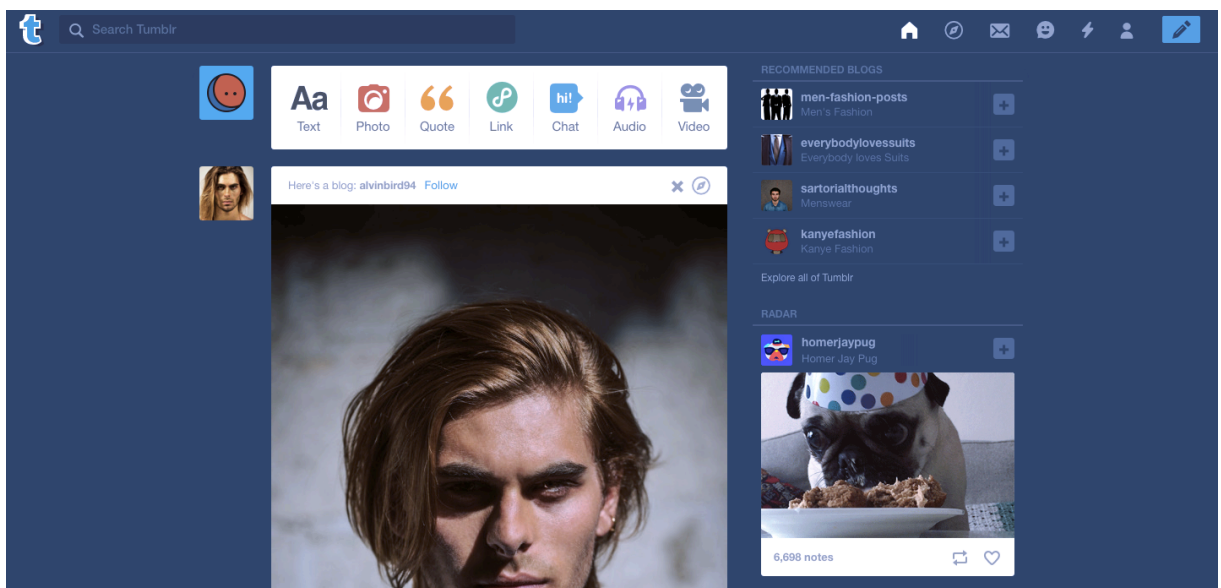 t
Search Tumblr
Aa
hi!
Text
Photo
Quote
Link
Chat
Audio
Video
Here's a blog: alvinbird94 Follow
RECOMMENDED BLOGS
men-fashion-posts
Men's Fashion
everybodylovessuits
Everybody loves Suits
sartorialthoughts
Menswear
kanyefashion
Kanye Fashion
Explore all of Tumblr
RADAR
homerjaypug
Homer Jay Pug
6,698 notes